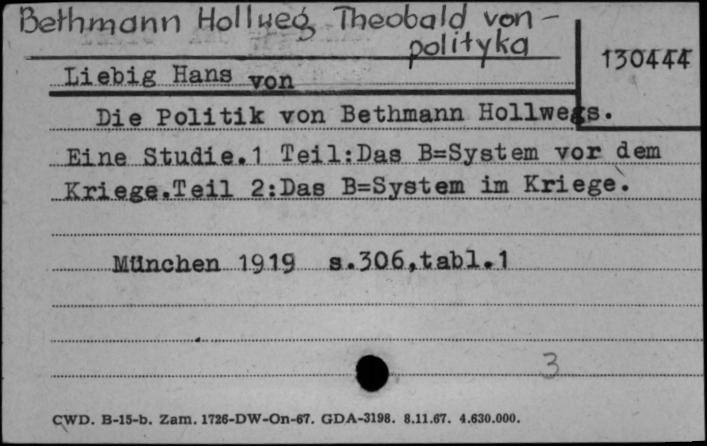 Bethmann Hollweg Theobald von -
polityka
130444
Liebig Hans von
Die Politik von Bethmann Hollwegs.
Eine Studie.1 Teil:Das B=System vor dem
Kriege.Teil 2:Das B=System im Kriege.
München 1919 s.306,tabl.1
3
CWD. B-15-b. Zam. 1726-DW-On-67. GDA-3198. 8.11.67. 4.630.000.